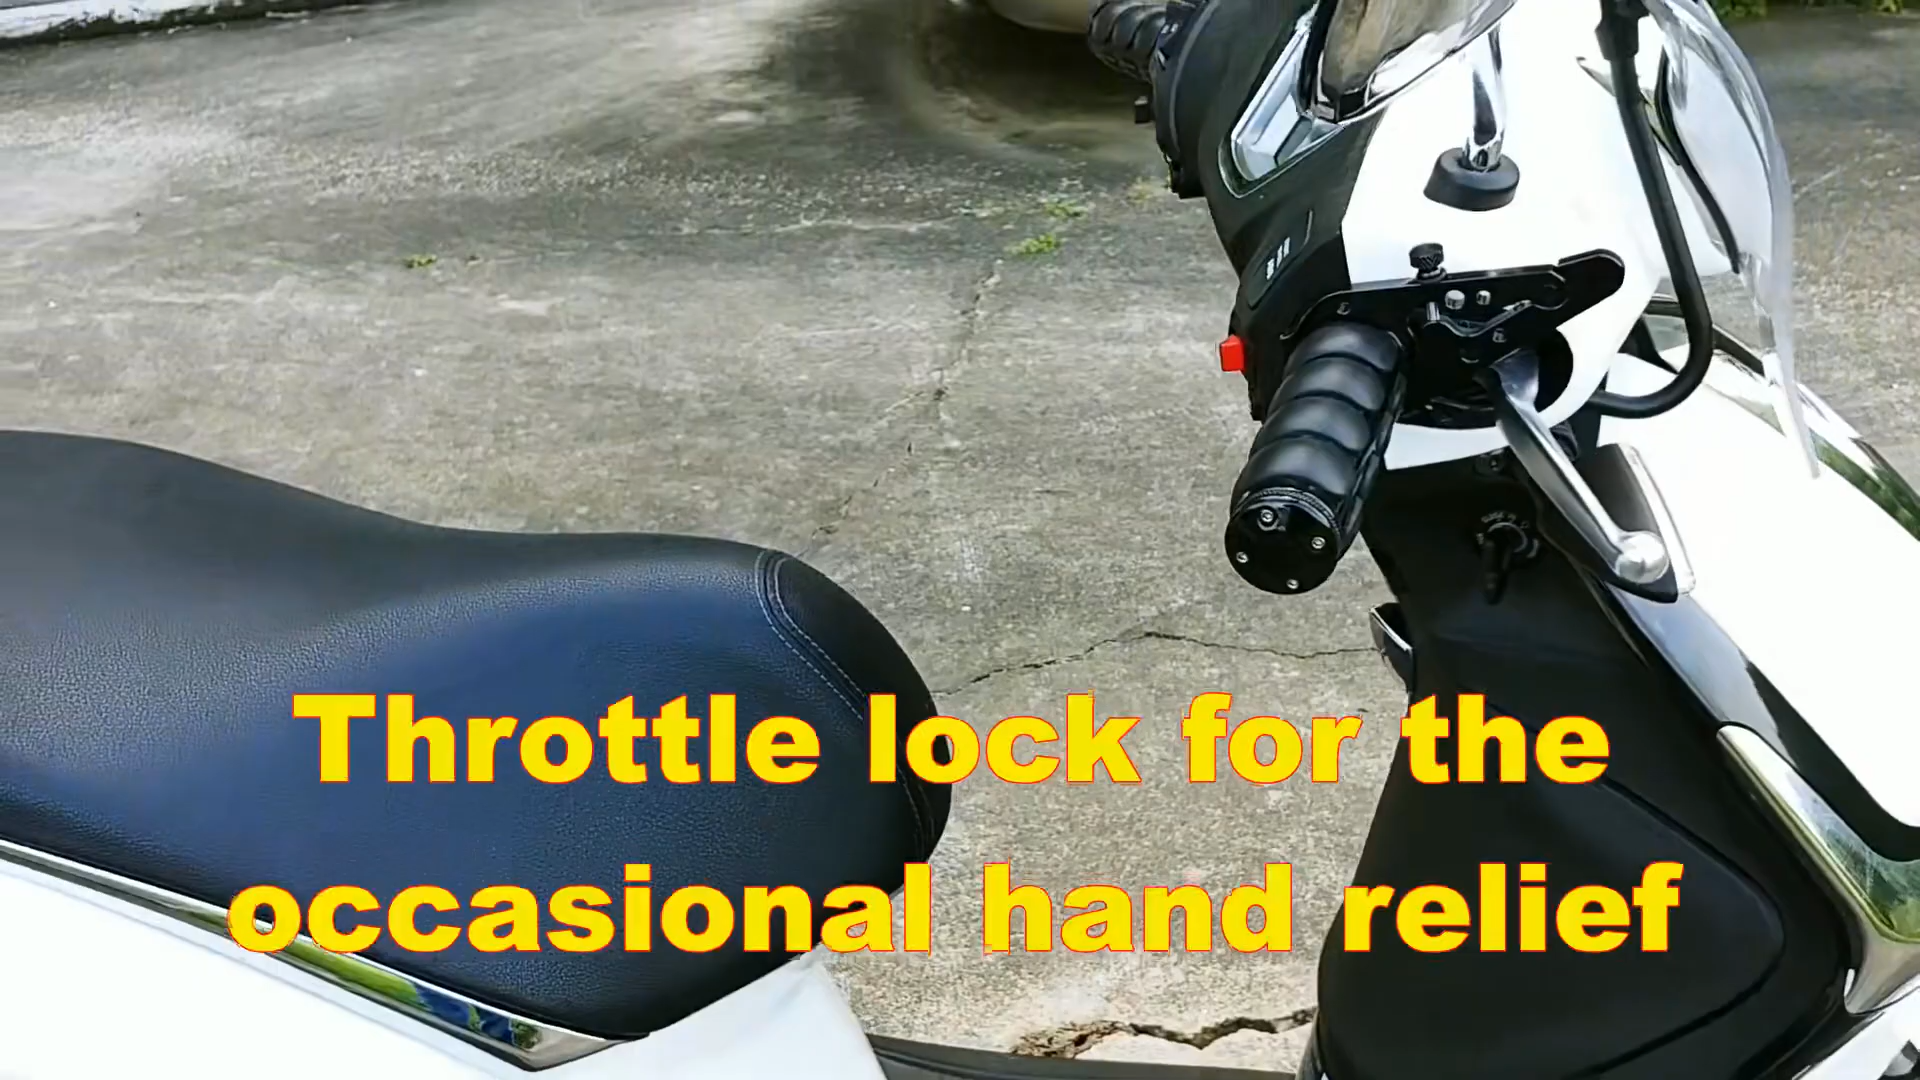 Throttle lock for the
occasional hand relief